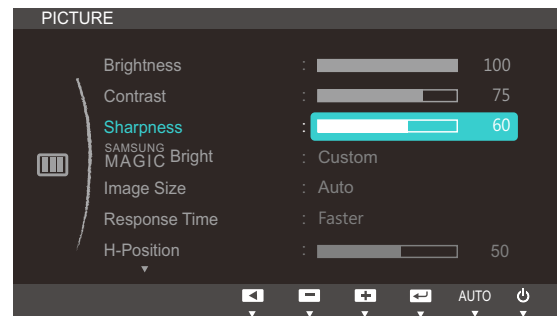 PICTURE
Brightness : 100
Contrast : 75
Sharpness : 60
SAMSUNG
MAGIC Bright : Custom
Image Size : Auto
Response Time : Faster
H-Position : 50
AUTO